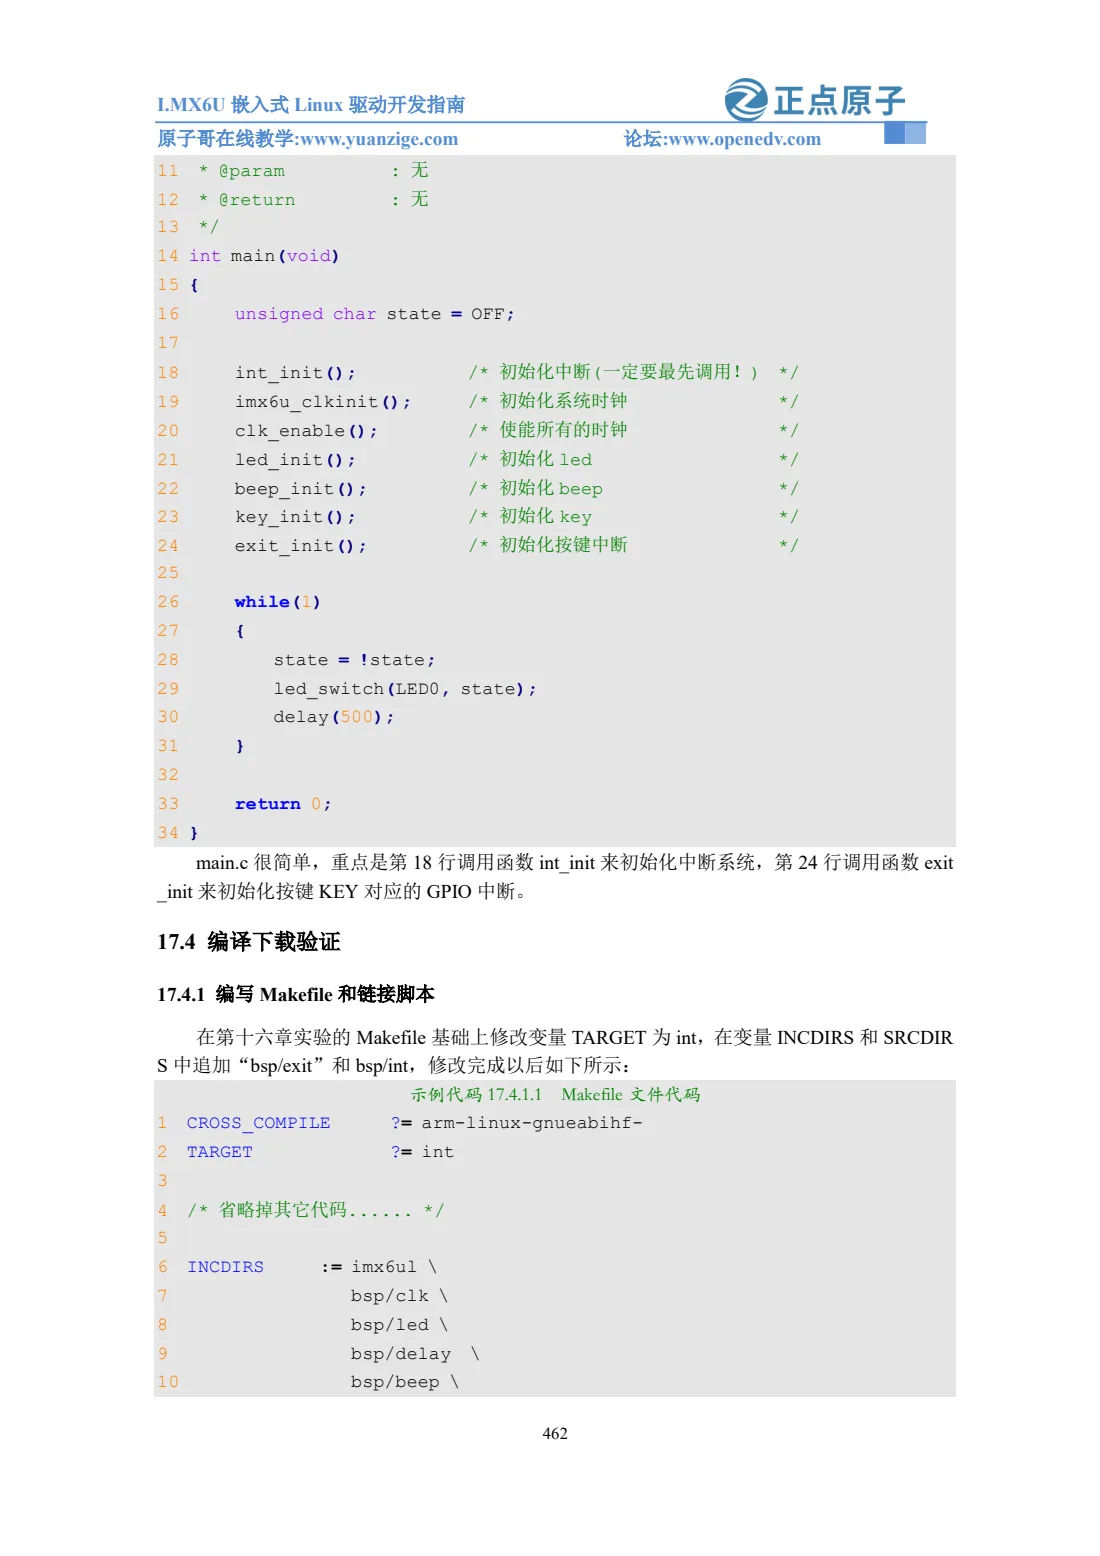 I.MX6U 嵌入式 Linux 驱动开发指南
正点原子
原子哥在线教学:www.yuanzige.com 论坛:www.openedv.com
11 * @param : 无
12 * @return : 无
13 */
14 int main(void)
15 {
16 unsigned char state = OFF;
17
18 int_init(); /* 初始化中断(一定要最先调用！) */
19 imx6u_clkinit(); /* 初始化系统时钟 */
20 clk_enable(); /* 使能所有的时钟 */
21 led_init(); /* 初始化 led */
22 beep_init(); /* 初始化 beep */
23 key_init(); /* 初始化 key */
24 exit_init(); /* 初始化按键中断 */
25
26 while(1)
27 {
28 state = !state;
29 led_switch(LED0, state);
30 delay(500);
31 }
32
33 return 0;
34 }
main.c 很简单，重点是第 18 行调用函数 int_init 来初始化中断系统，第 24 行调用函数 exit
_init 来初始化按键 KEY 对应的 GPIO 中断。
17.4 编译下载验证
17.4.1 编写 Makefile 和链接脚本
在第十六章实验的 Makefile 基础上修改变量 TARGET 为 int，在变量 INCDIRS 和 SRCDIR
S 中追加“bsp/exit”和 bsp/int，修改完成以后如下所示：
示例代码 17.4.1.1 Makefile 文件代码
1 CROSS_COMPILE ?= arm-linux-gnueabihf-
2 TARGET ?= int
3
4 /* 省略掉其它代码...... */
5
6 INCDIRS := imx6ul \
7 bsp/clk \
8 bsp/led \
9 bsp/delay \
10 bsp/beep \
462